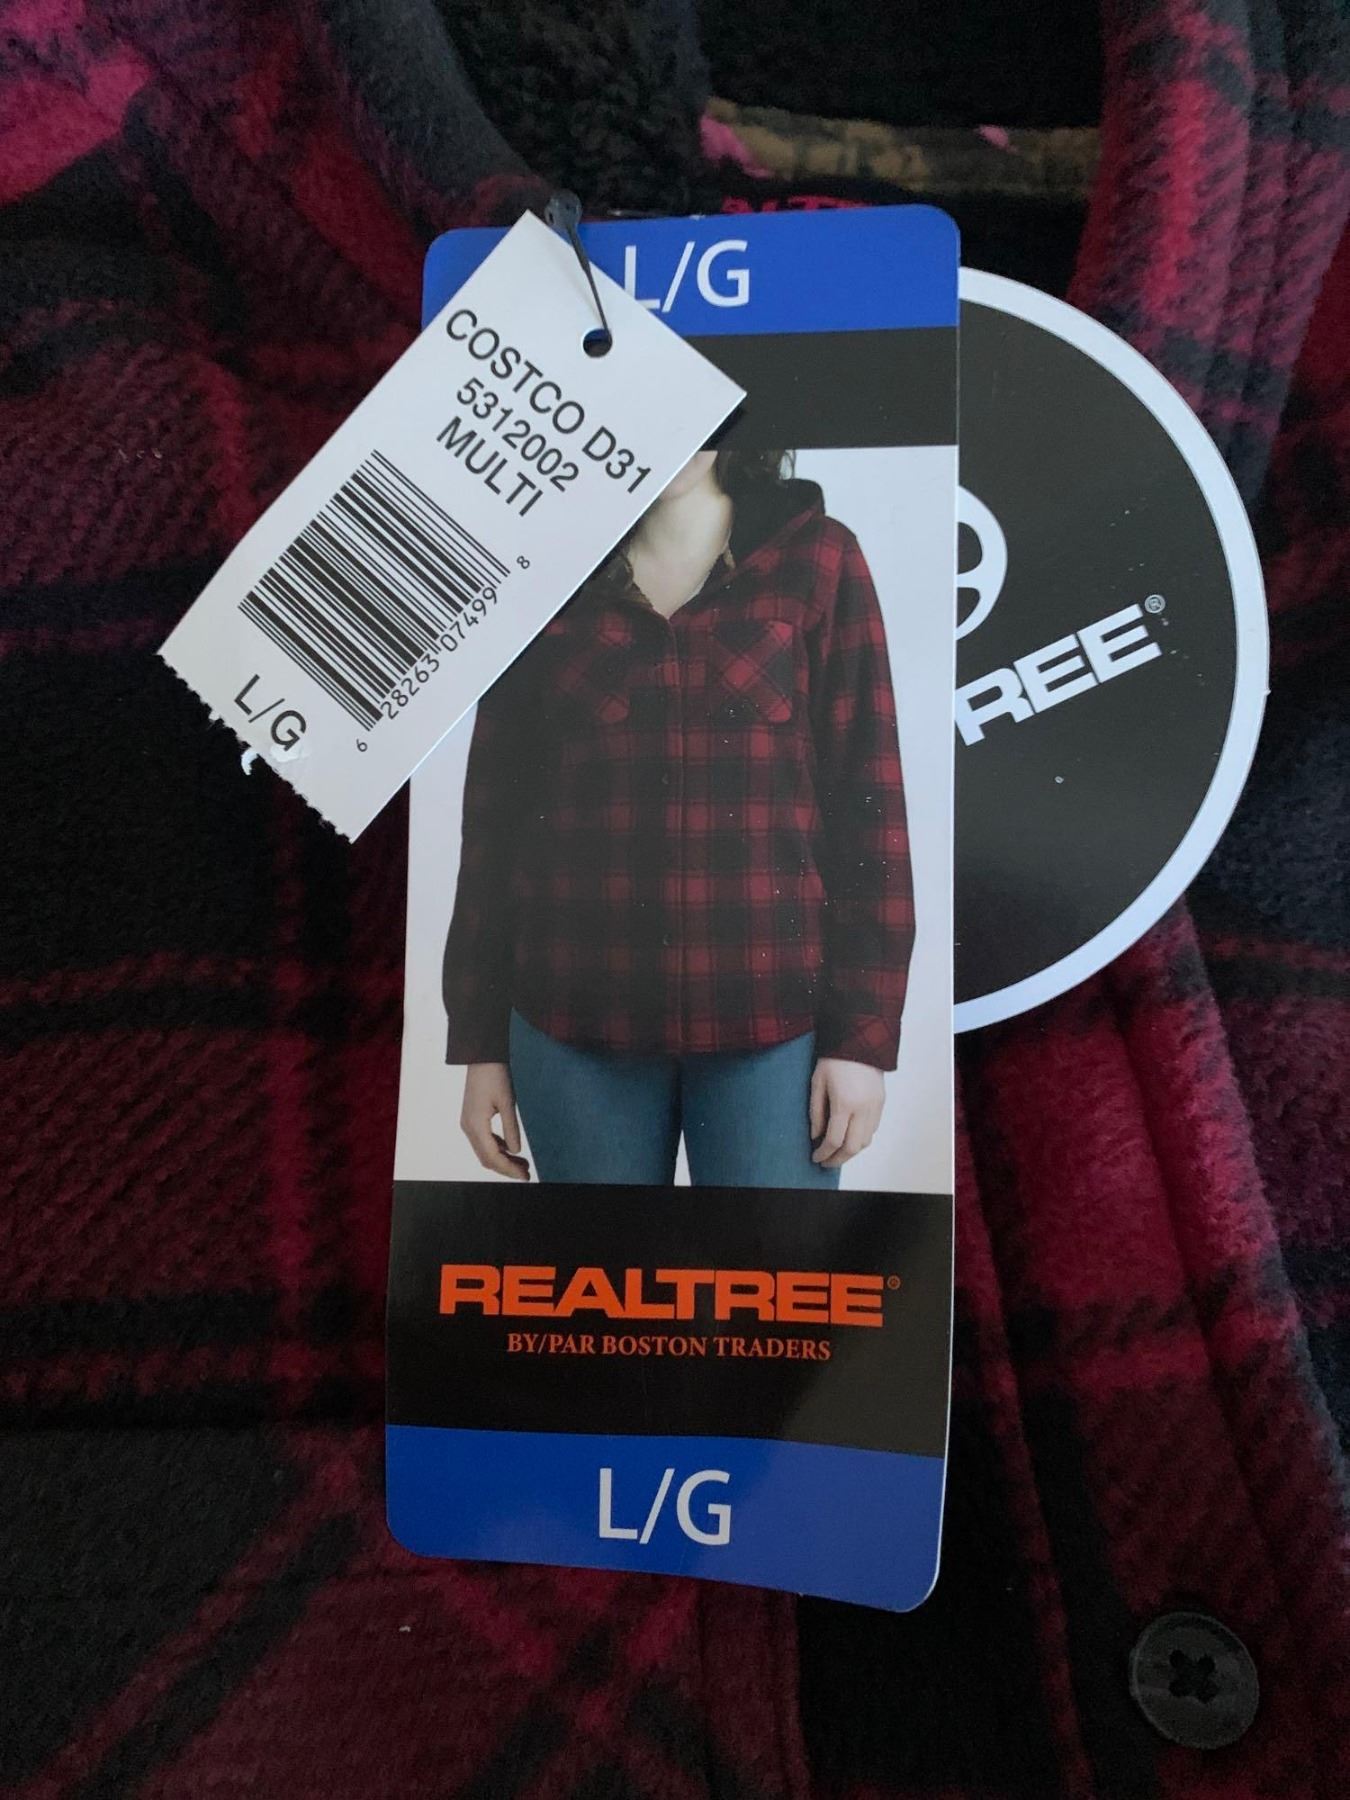 L/G
COSTCO D31
5312002
MULTI
6 28263 07499 8
L/G
REE®
REALTREE®
BY/PAR BOSTON TRADERS
L/G